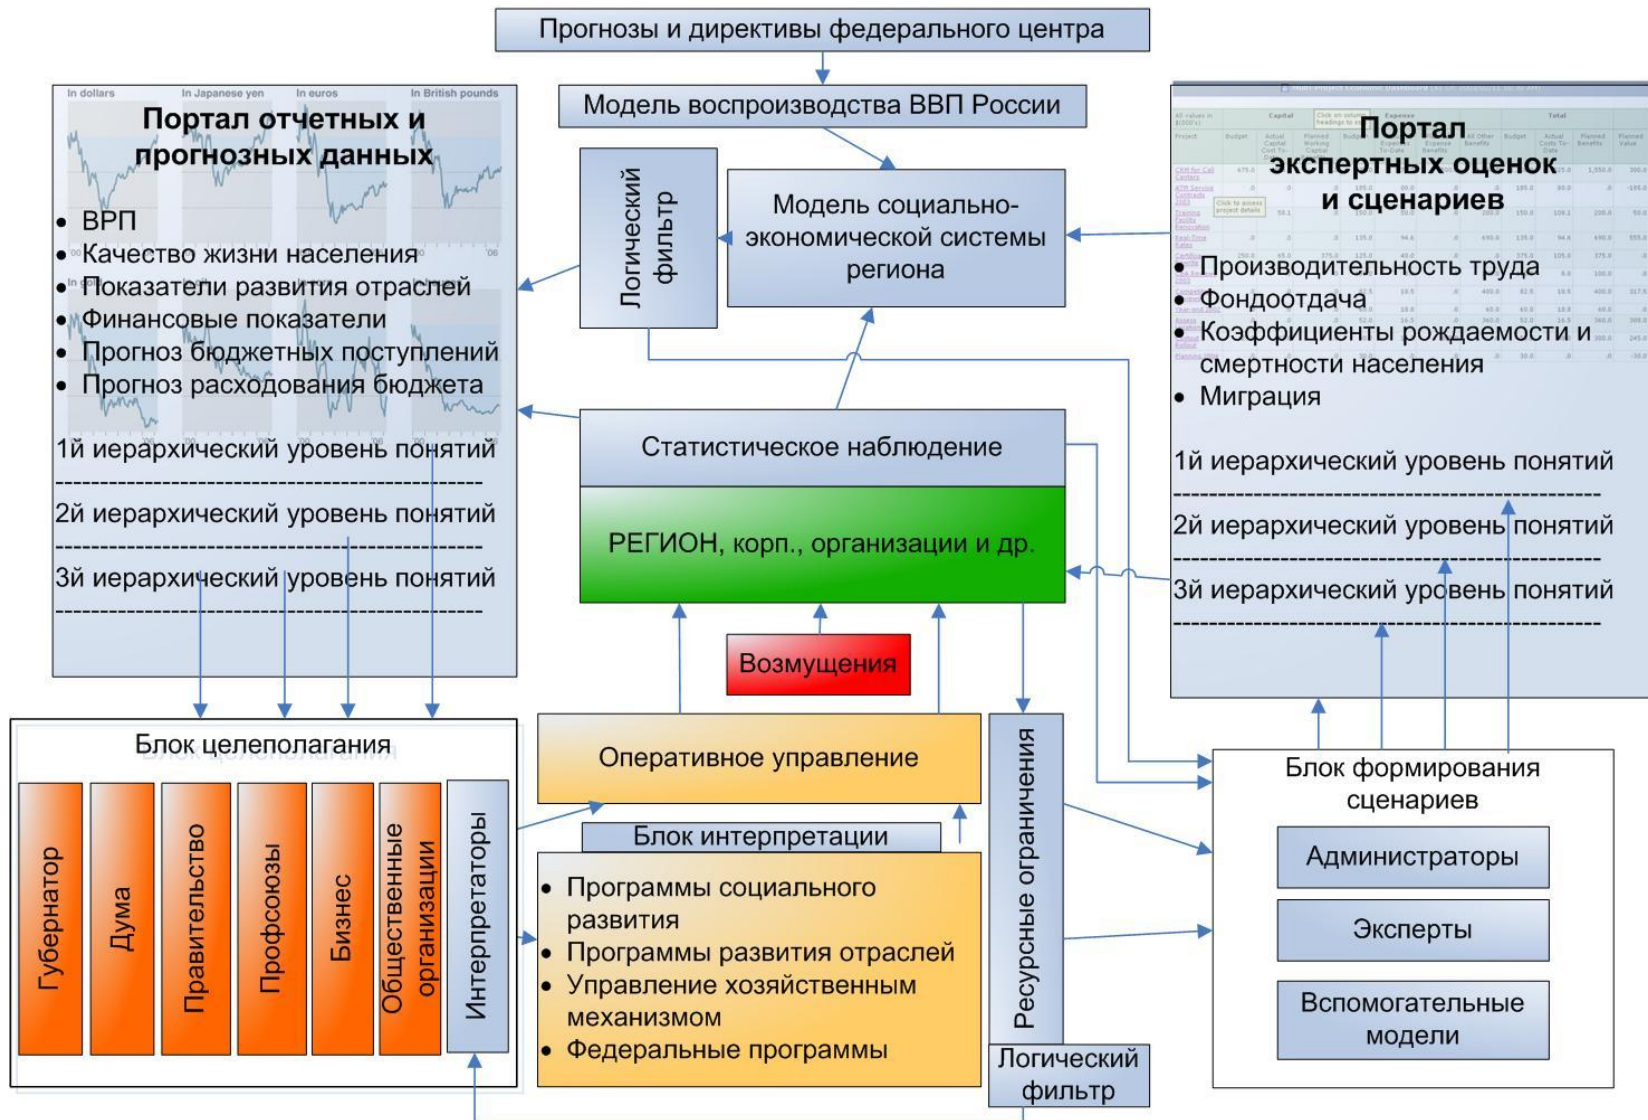 Прогнозы и директивы федерального центра
Модель воспроизводства ВВП России
In dollars
In Japanese yen
In euros
In British pounds
Портал отчетных и
прогнозных данных
• ВРП
• Качество жизни населения
• Показатели развития отраслей
• Финансовые показатели
• Прогноз бюджетных поступлений
• Прогноз расходования бюджета
1й иерархический уровень понятий
2й иерархический уровень понятий
3й иерархический уровень понятий
Логический
фильтр
Модель социально-
экономической системы
региона
Портал
экспертных оценок
и сценариев
• Производительность труда
• Фондоотдача
• Коэффициенты рождаемости и
смертности населения
• Миграция
1й иерархический уровень понятий
2й иерархический уровень понятий
3й иерархический уровень понятий
Статистическое наблюдение
РЕГИОН, корп., организации и др.
Возмущения
Оперативное управление
Блок интерпретации
• Программы социального
развития
• Программы развития отраслей
• Управление хозяйственным
механизмом
• Федеральные программы
Блок целеполагания
Губернатор
Дума
Правительство
Профсоюзы
Бизнес
Общественные
организации
Интерпретаторы
Ресурсные ограничения
Логический
фильтр
Блок формирования
сценариев
Администраторы
Эксперты
Вспомогательные
модели